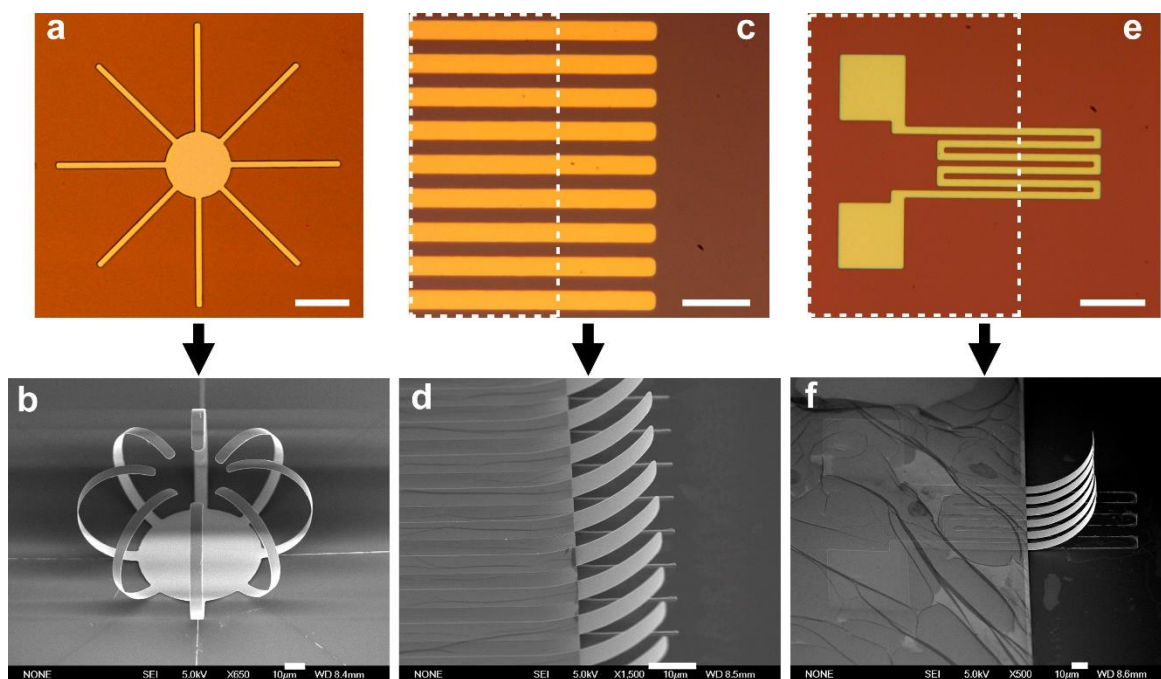 a
c
e
b
NONE SEI 5.0kV X650 10μm WD 8.4mm
d
NONE SEI 5.0kV X1,500 10μm WD 8.5mm
f
NONE SEI 5.0kV X500 10μm WD 8.6mm